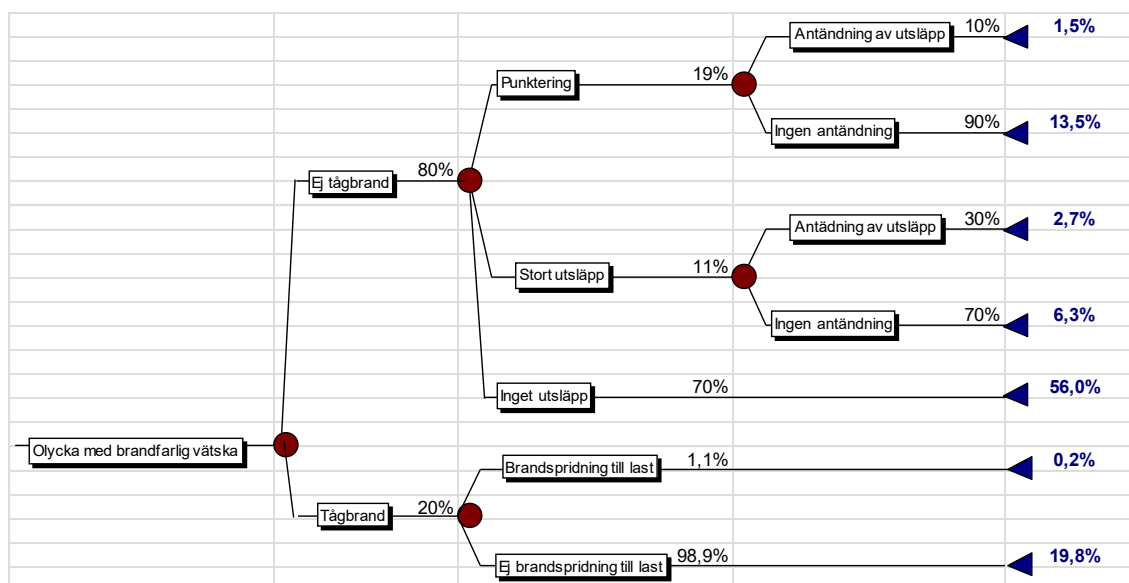 Antändning av utsläpp 10% 1,5%
Punktering 19%
Ingen antändning 90% 13,5%
Ej tågbrand 80%
Antädning av utsläpp 30% 2,7%
Stort utsläpp 11%
Ingen antändning 70% 6,3%
Inget utsläpp 70% 56,0%
Olycka med brandfarlig vätska
Brandspridning till last 1,1% 0,2%
Tågbrand 20%
Ej brandspridning till last 98,9% 19,8%